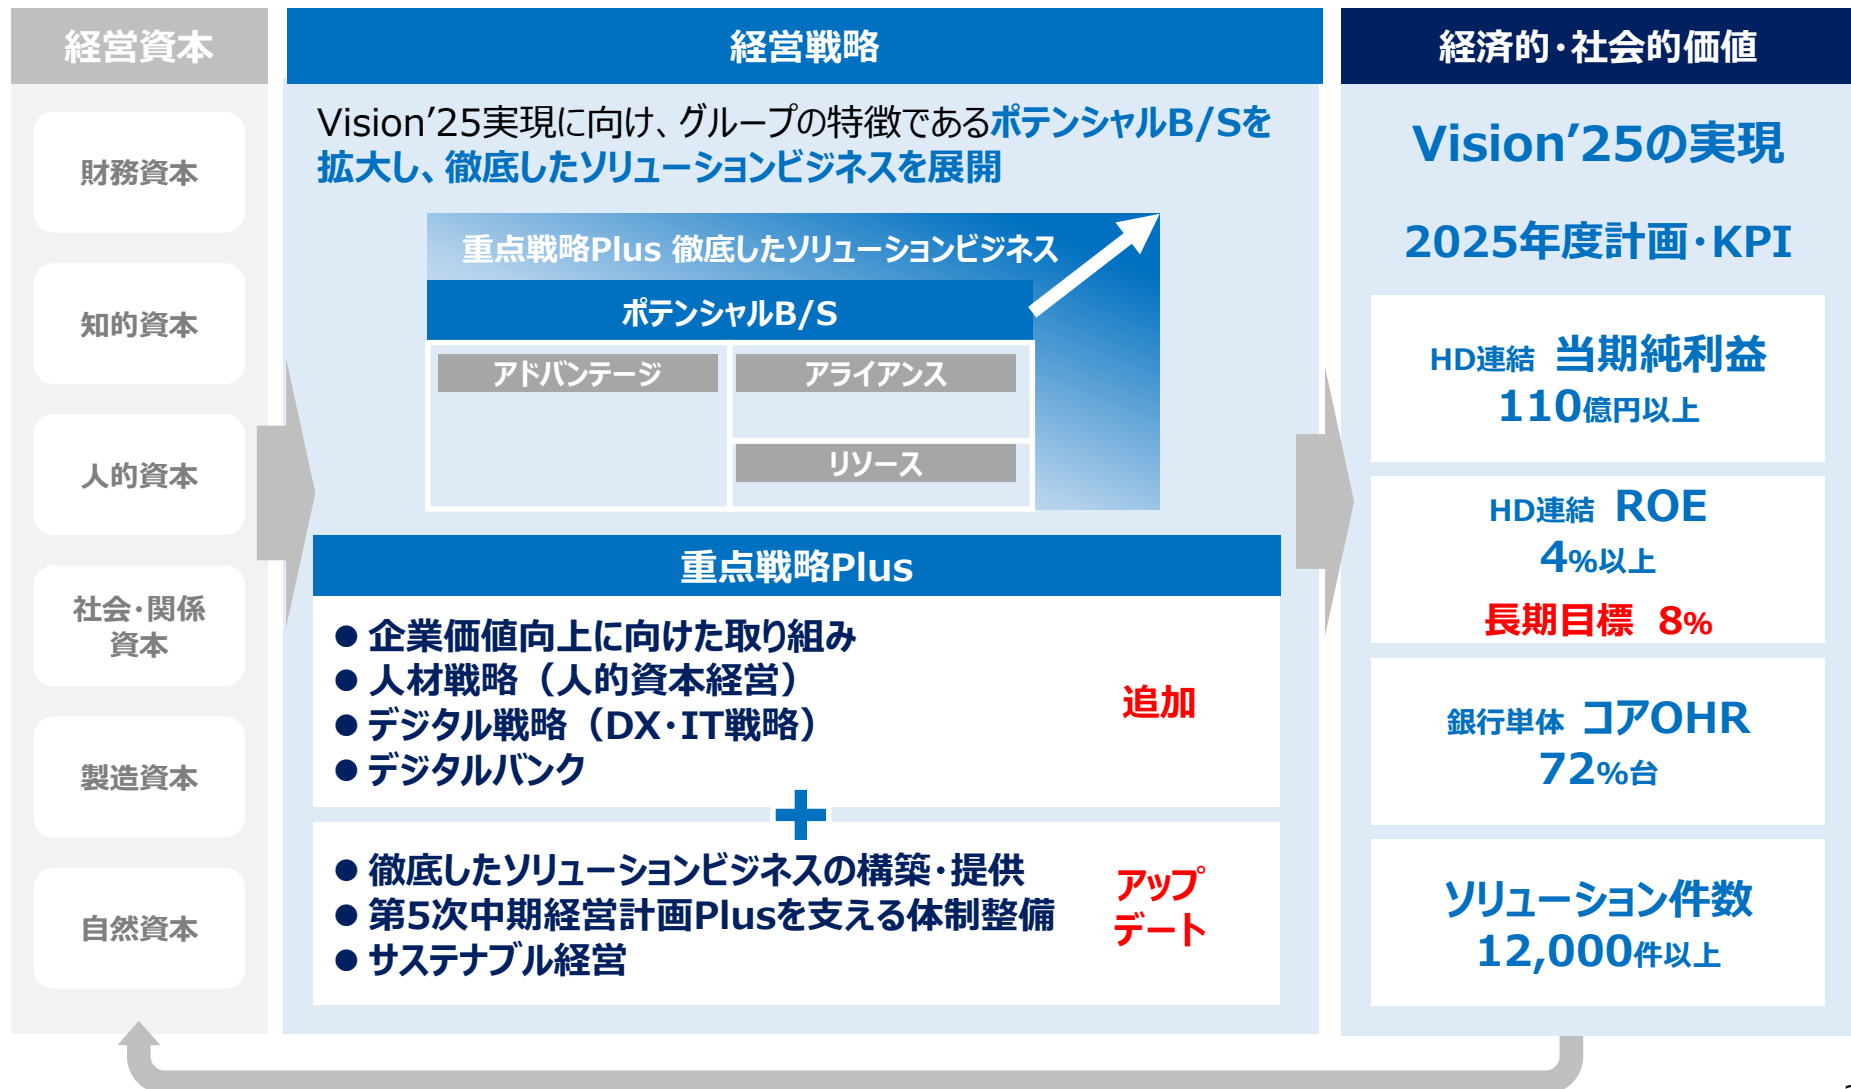 経営資本
財務資本
知的資本
人的資本
社会・関係
資本
製造資本
自然資本
経営戦略
Vision’25実現に向け、グループの特徴であるポテンシャルB/Sを
拡大し、徹底したソリューションビジネスを展開
重点戦略Plus 徹底したソリューションビジネス
ポテンシャルB/S
アドバンテージ
アライアンス
リソース
重点戦略Plus
● 企業価値向上に向けた取り組み
● 人材戦略（人的資本経営）
● デジタル戦略（DX・IT戦略）
● デジタルバンク
追加
● 徹底したソリューションビジネスの構築・提供
● 第5次中期経営計画Plusを支える体制整備
● サステナブル経営
アップ
デート
経済的・社会的価値
Vision’25の実現
2025年度計画・KPI
HD連結 当期純利益
110億円以上
HD連結 ROE
4%以上
長期目標 8%
銀行単体 コアOHR
72%台
ソリューション件数
12,000件以上